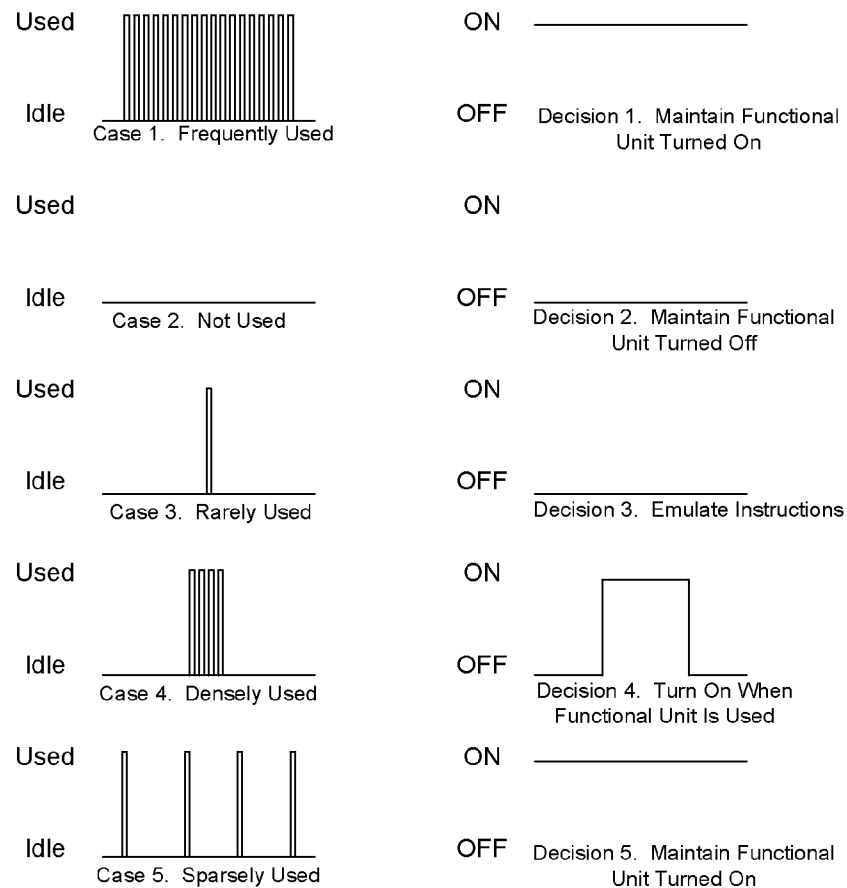 Used
Idle
Case 1. Frequently Used
ON
OFF
Decision 1. Maintain Functional
Unit Turned On
Used
Idle
Case 2. Not Used
ON
OFF
Decision 2. Maintain Functional
Unit Turned Off
Used
Idle
Case 3. Rarely Used
ON
OFF
Decision 3. Emulate Instructions
Used
Idle
Case 4. Densely Used
ON
OFF
Decision 4. Turn On When
Functional Unit Is Used
Used
Idle
Case 5. Sparsely Used
ON
OFF
Decision 5. Maintain Functional
Unit Turned On